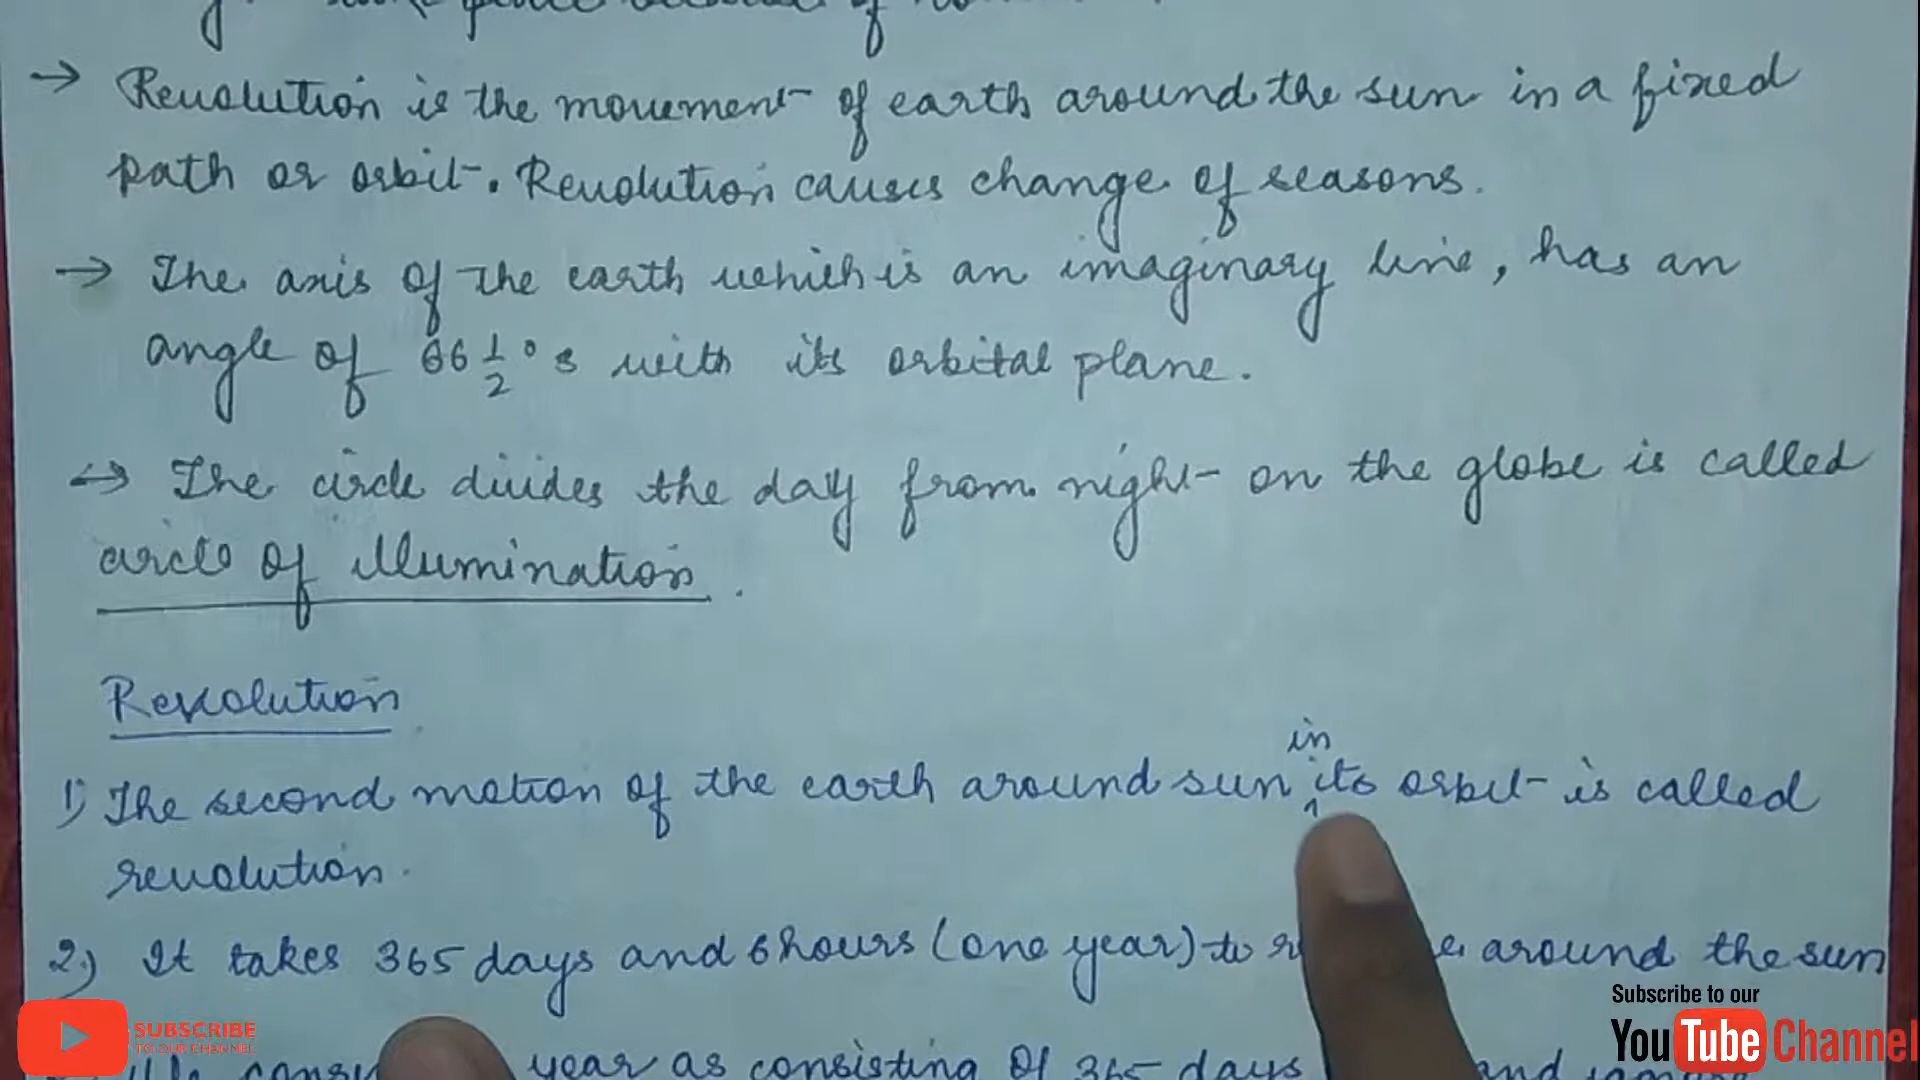 → Revolution is the movement of earth around the sun in a fixed
path or orbit. Revolution causes change of seasons.
→ The axis of the earth which is an imaginary line, has an
angle of 66 1/2° s with its orbital plane.
→ The circle divides the day from night on the globe is called
circle of illumination.
Revolution
in
1) The second motion of the earth around sun its orbit is called
revolution.
2) It takes 365 days and 6 hours (one year) to around the sun
year as consisting of 365 days and
SUBSCRIBE
TO OUR CHANNEL
Subscribe to our
YouTube Channel